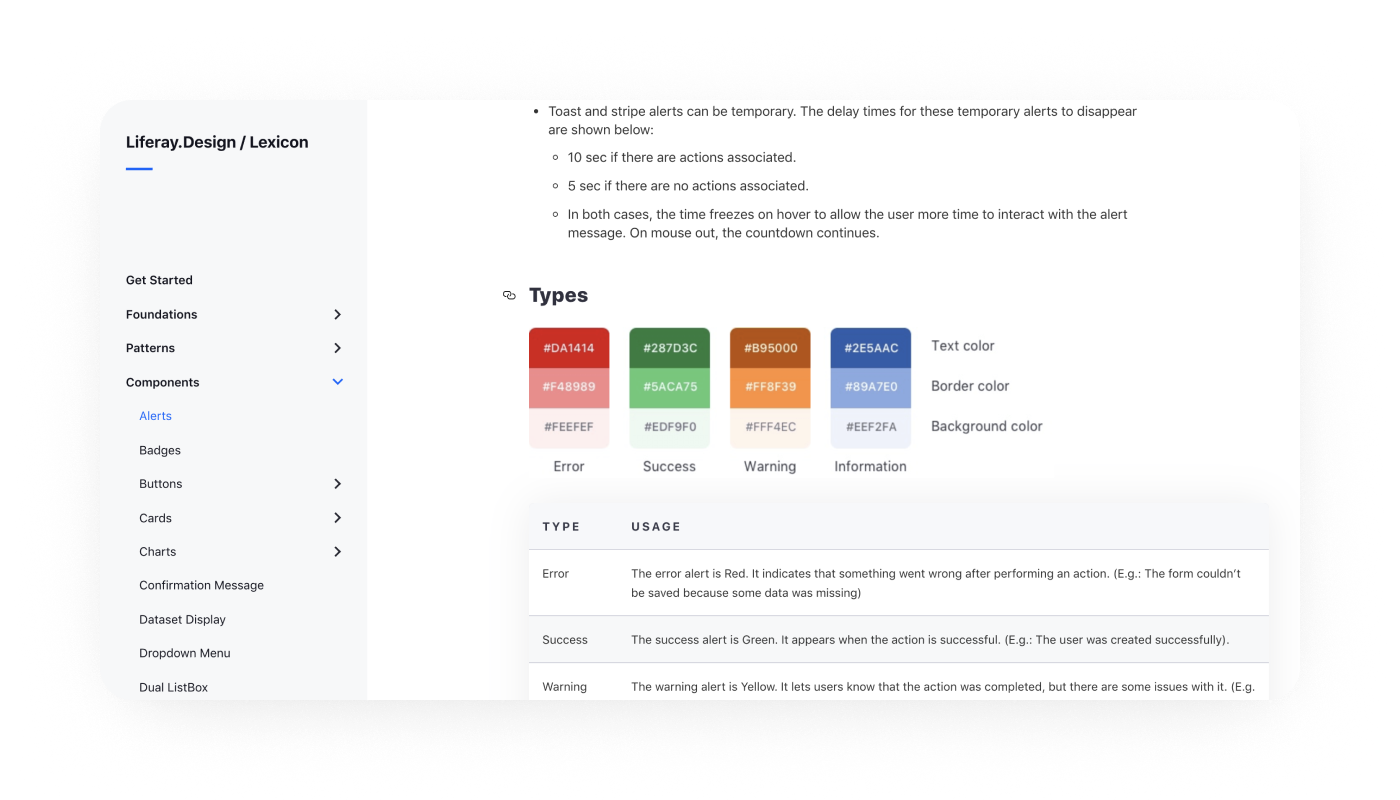 Liferay.Design / Lexicon
Get Started
Foundations
Patterns
Components
Alerts
Badges
Buttons
Cards
Charts
Confirmation Message
Dataset Display
Dropdown Menu
Dual ListBox
• Toast and stripe alerts can be temporary. The delay times for these temporary alerts to disappear
are shown below:
◦ 10 sec if there are actions associated.
◦ 5 sec if there are no actions associated.
◦ In both cases, the time freezes on hover to allow the user more time to interact with the alert
message. On mouse out, the countdown continues.
Types
#DA1414 #287D3C #B95000 #2E5AAC Text color
#F48989 #5ACA75 #FF8F39 #89A7E0 Border color
#FEEFEF #EDF9F0 #FFF4EC #EEF2FA Background color
Error Success Warning Information
TYPE USAGE
Error The error alert is Red. It indicates that something went wrong after performing an action. (E.g.: The form couldn't
be saved because some data was missing)
Success The success alert is Green. It appears when the action is successful. (E.g.: The user was created successfully).
Warning The warning alert is Yellow. It lets users know that the action was completed, but there are some issues with it. (E.g.